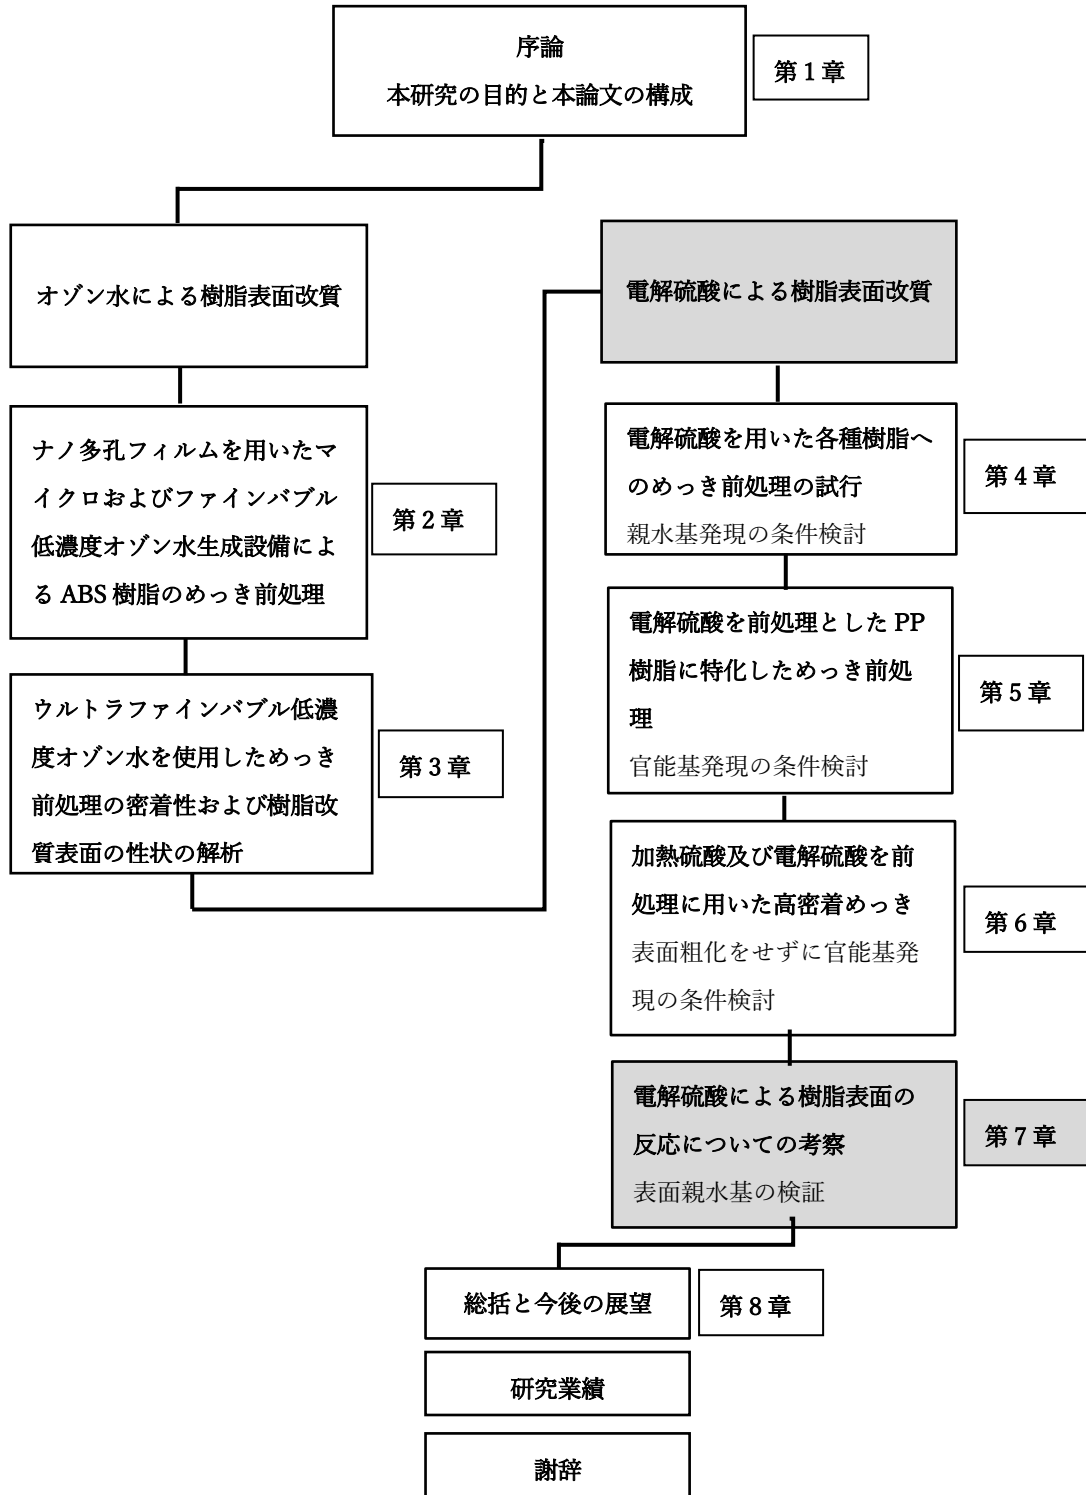 序論
本研究の目的と本論文の構成
第1章
オゾン水による樹脂表面改質
ナノ多孔フィルムを用いたマ
イクロおよびファインバブル
低濃度オゾン水生成設備によ
る ABS 樹脂のめっき前処理
第2章
ウルトラファインバブル低濃
度オゾン水を使用しためっき
前処理の密着性および樹脂改
質表面の性状の解析
第3章
電解硫酸による樹脂表面改質
電解硫酸を用いた各種樹脂へ
のめっき前処理の試行
親水基発現の条件検討
第4章
電解硫酸を前処理とした PP
樹脂に特化しためっき前処
理
官能基発現の条件検討
第5章
加熱硫酸及び電解硫酸を前
処理に用いた高密着めっき
表面粗化をせずに官能基発
現の条件検討
第6章
電解硫酸による樹脂表面の
反応についての考察
表面親水基の検証
第7章
総括と今後の展望
第8章
研究業績
謝辞